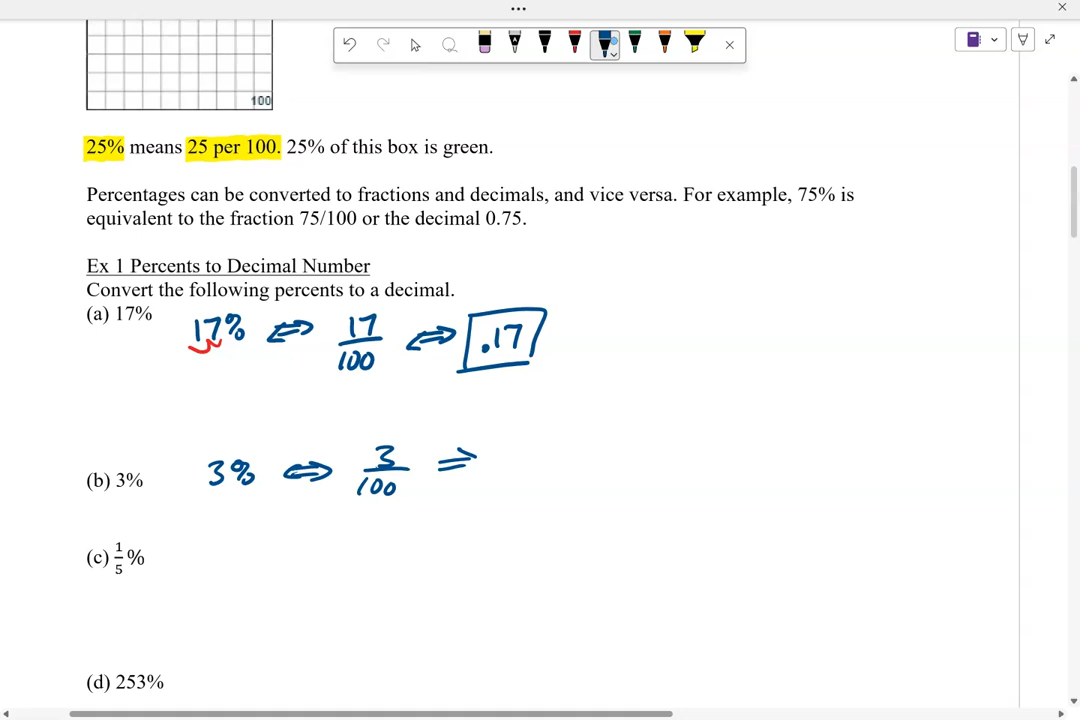 100
25% means 25 per 100. 25% of this box is green.
Percentages can be converted to fractions and decimals, and vice versa. For example, 75% is
equivalent to the fraction 75/100 or the decimal 0.75.
Ex 1 Percents to Decimal Number
Convert the following percents to a decimal.
(a) 17%
17% ⇔ 17/100 ⇔ .17
(b) 3% 3% ⇔ 3/100 ⇒
(c) 1/5 %
(d) 253%